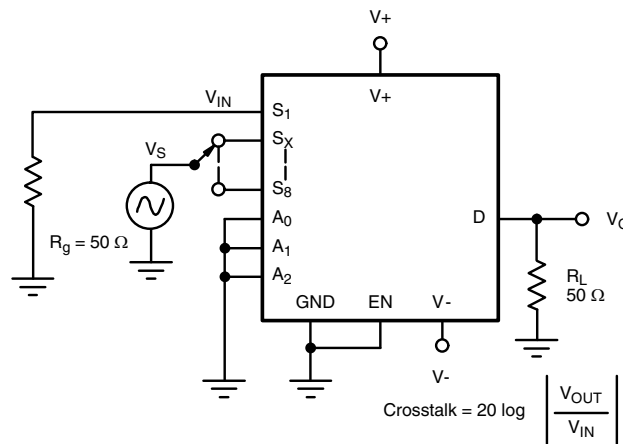 V+
V+
V_IN
S_1
V_S
S_X
S_8
R_g = 50 Ω
A_0
D
V_O
A_1
A_2
R_L
50 Ω
GND
EN
V-
V-
Crosstalk = 20 log | V_OUT / V_IN |